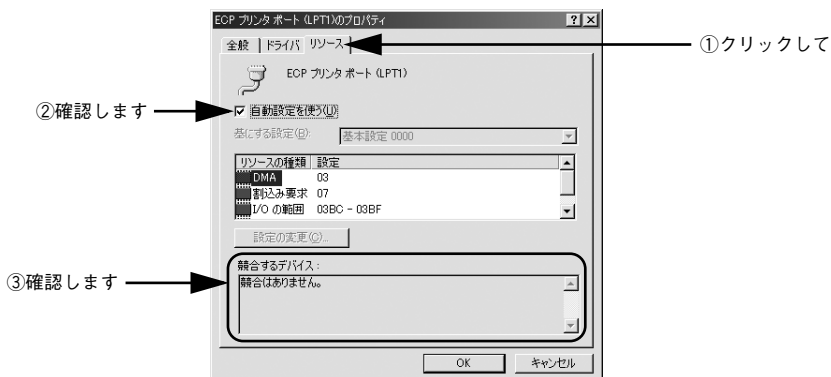 ECP プリンタ ポート (LPT1)のプロパティ
全般 ドライバ リソース
①クリックして
ECP プリンタ ポート (LPT1)
②確認します
自動設定を使う(U)
基にする設定(B): 基本設定 0000
リソースの種類 設定
DMA 03
割込み要求 07
I/O の範囲 03BC - 03BF
設定の変更(C)...
③確認します
競合するデバイス:
競合はありません。
OK キャンセル